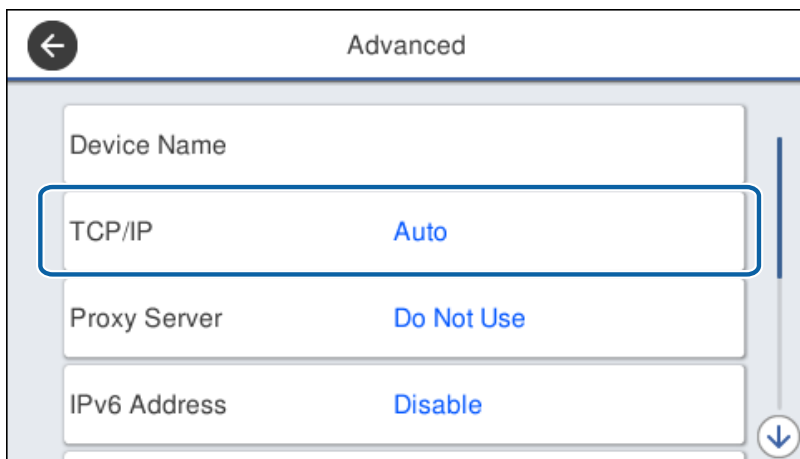 Advanced
Device Name
TCP/IP Auto
Proxy Server Do Not Use
IPv6 Address Disable